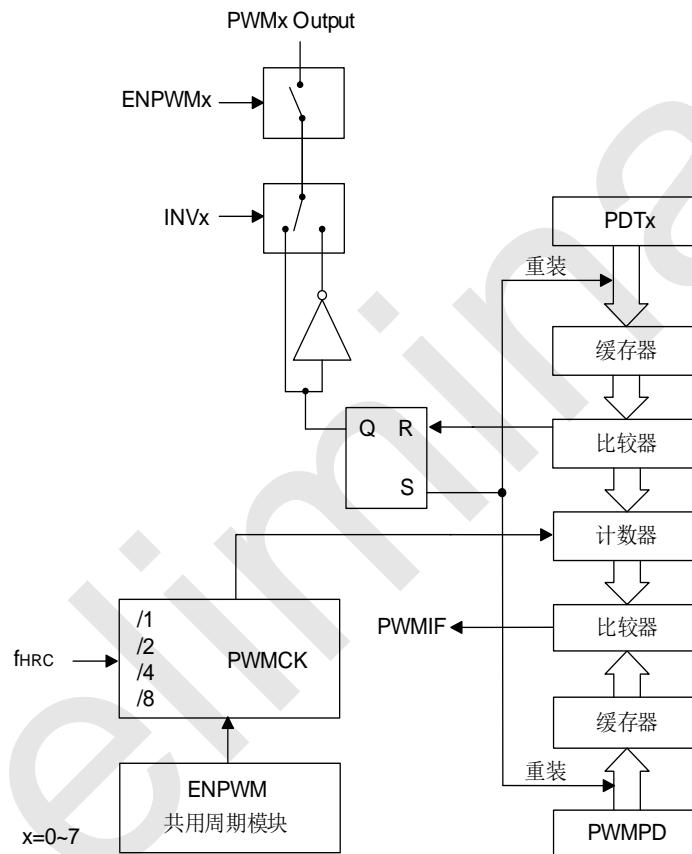 PWMx Output
ENPWMx
INVx
PDTx
重装
缓存器
Q R
比较器
S
计数器
/1
/2
/4
/8
PWMCK
fHRC
PWMIF
比较器
缓存器
重装
ENPWM
共用周期模块
PWMPD
x=0~7
elimina